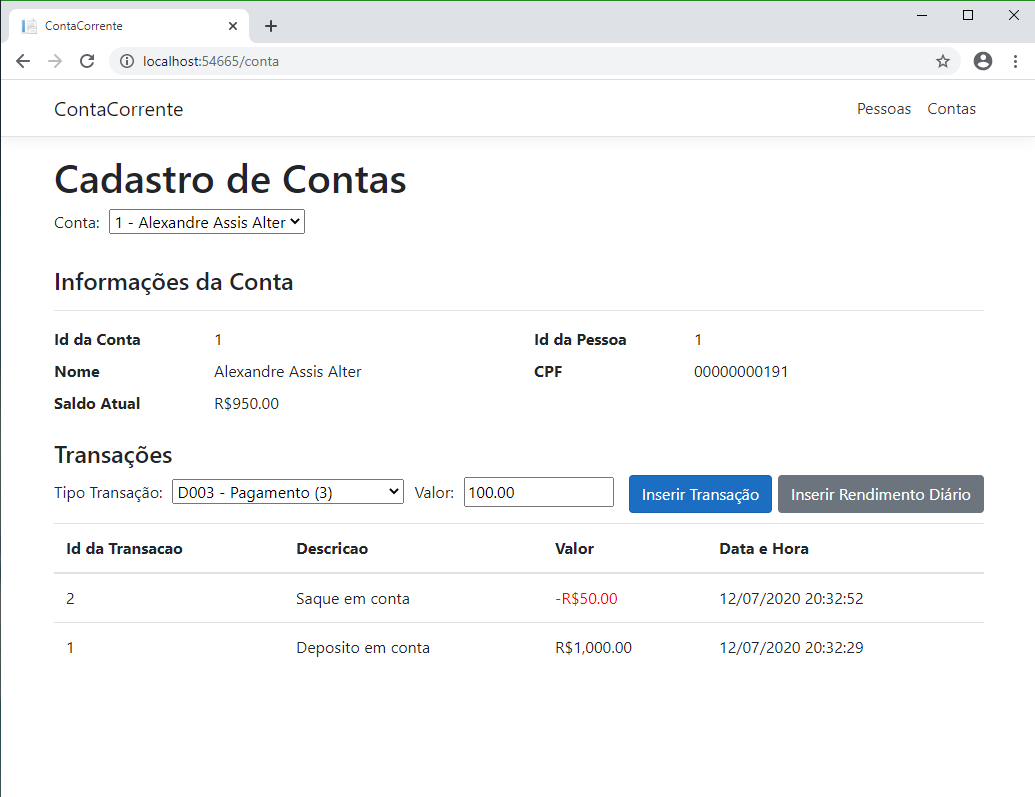 ContaCorrente
localhost:54665/conta
ContaCorrente Pessoas Contas
Cadastro de Contas
Conta: 1 - Alexandre Assis Alter
Informações da Conta
Id da Conta 1 Id da Pessoa 1
Nome Alexandre Assis Alter CPF 00000000191
Saldo Atual R$950.00
Transações
Tipo Transação: D003 - Pagamento (3) Valor: 100.00 Inserir Transação Inserir Rendimento Diário
Id da Transacao Descricao Valor Data e Hora
2 Saque em conta -R$50.00 12/07/2020 20:32:52
1 Deposito em conta R$1,000.00 12/07/2020 20:32:29